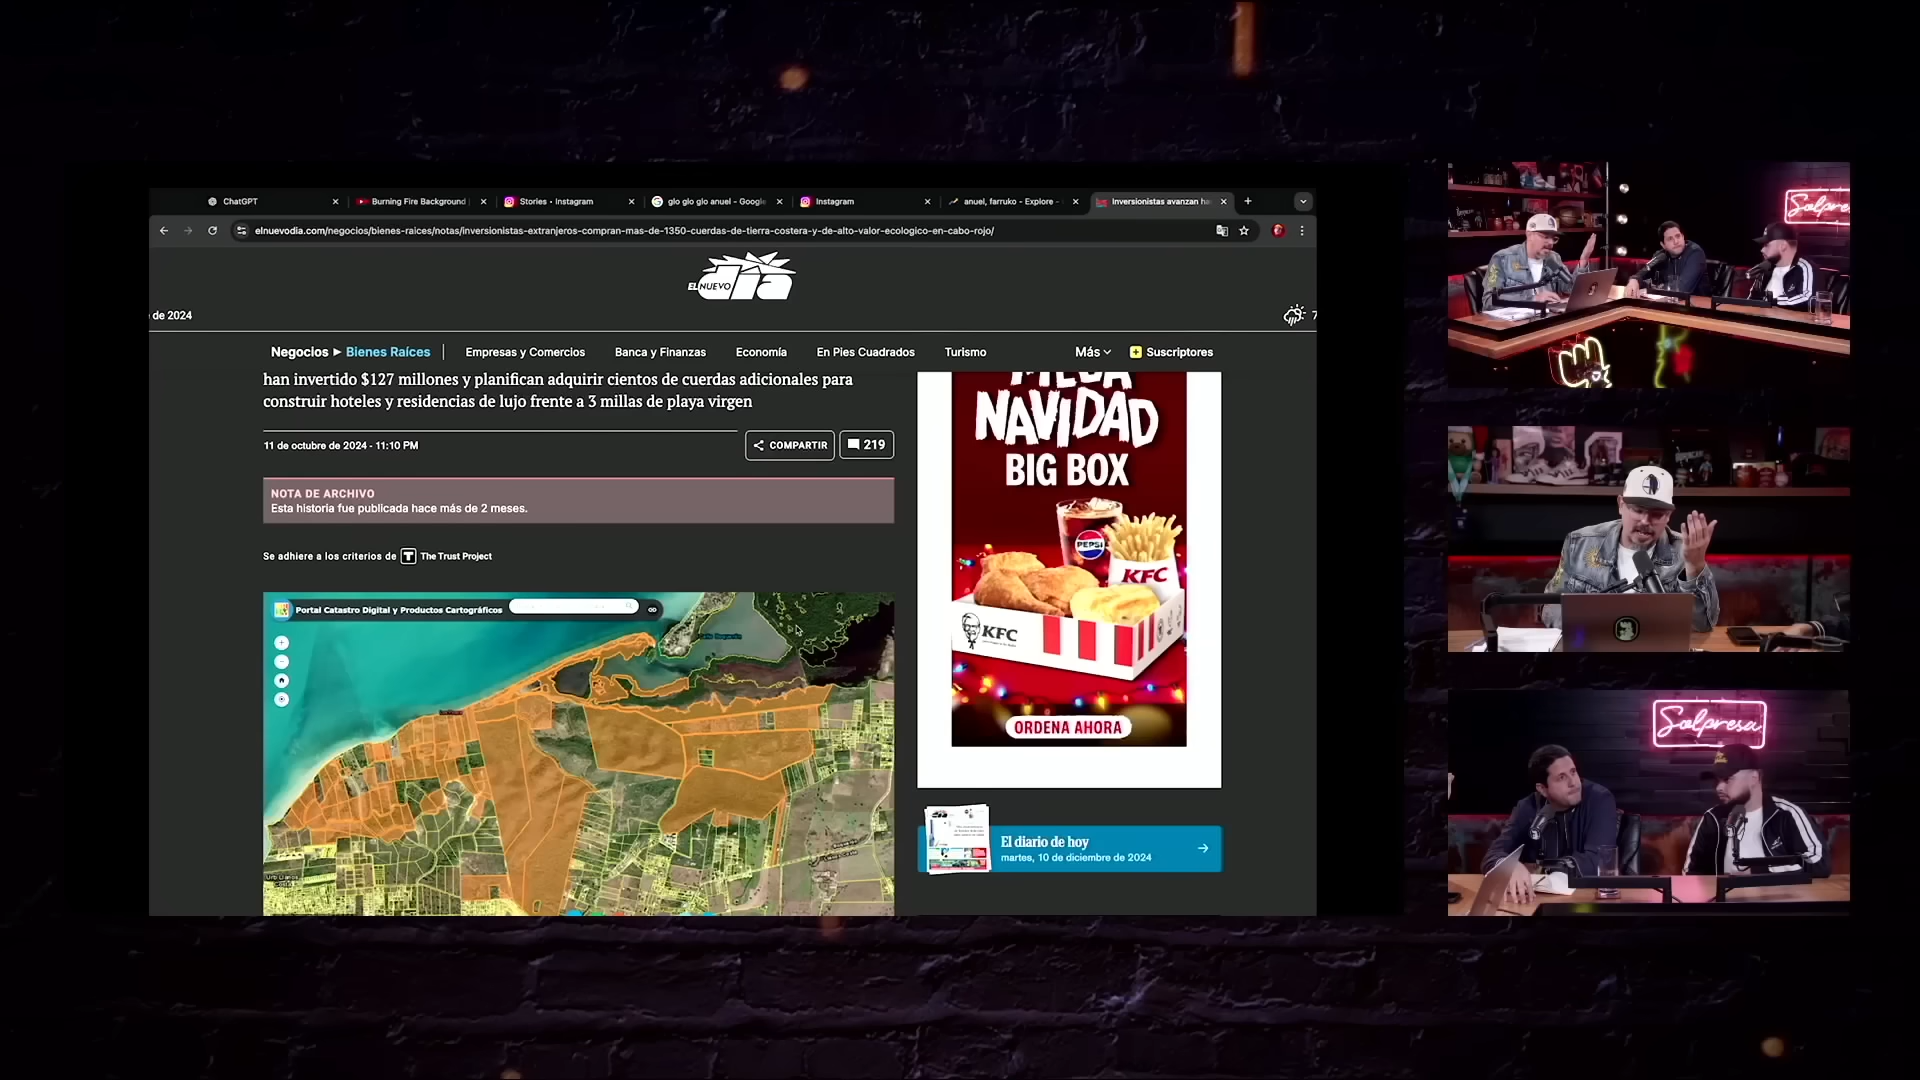 ChatGPT
Burning Fire Background
Stories • Instagram
glo glo glo anuel - Google
Instagram
anuel, farruko - Explore -
Inversionistas avanzan ha
elnuevodia.com/negocios/bienes-raices/notas/inversionistas-extranjeros-compran-mas-de-1350-cuerdas-de-tierra-costera-y-de-alto-valor-ecologico-en-cabo-rojo/
EL NUEVO día
de 2024
7
Negocios ▸ Bienes Raíces
Empresas y Comercios
Banca y Finanzas
Economía
En Pies Cuadrados
Turismo
Más
Suscriptores
han invertido $127 millones y planifican adquirir cientos de cuerdas adicionales para
construir hoteles y residencias de lujo frente a 3 millas de playa virgen
11 de octubre de 2024 - 11:10 PM
COMPARTIR
219
NOTA DE ARCHIVO
Esta historia fue publicada hace más de 2 meses.
Se adhiere a los criterios de T The Trust Project
Portal Catastro Digital y Productos Cartográficos
MEGA
NAVIDAD
BIG BOX
PEPSI
KFC
KFC
ORDENA AHORA
El diario de hoy
martes, 10 de diciembre de 2024
Salpresa